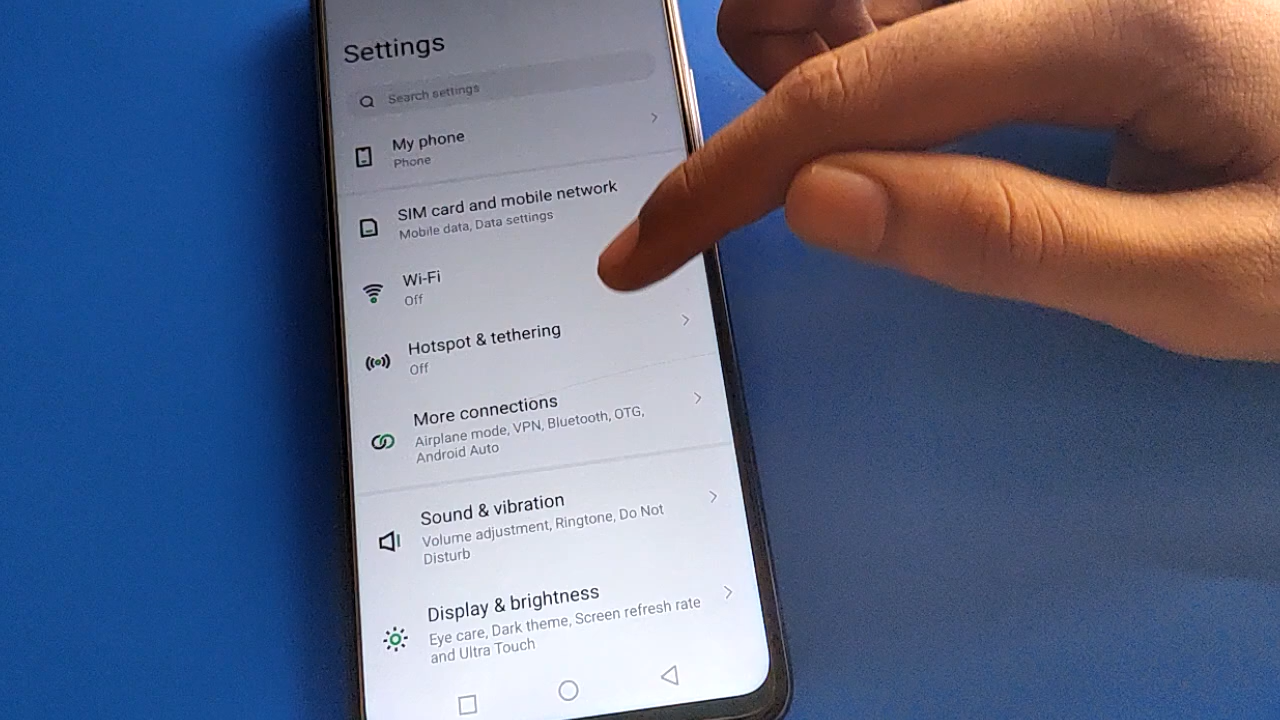 Settings
Search settings
My phone
Phone
SIM card and mobile network
Mobile data, Data settings
Wi-Fi
Off
Hotspot & tethering
Off
More connections
Airplane mode, VPN, Bluetooth, OTG,
Android Auto
Sound & vibration
Volume adjustment, Ringtone, Do Not
Disturb
Display & brightness
Eye care, Dark theme, Screen refresh rate
and Ultra Touch